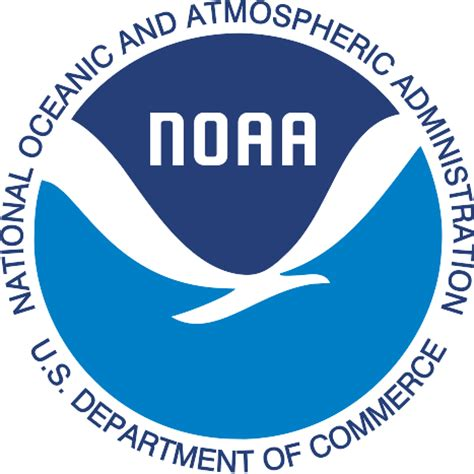 NATIONAL OCEANIC AND ATMOSPHERIC ADMINISTRATION
NOAA
U.S. DEPARTMENT OF COMMERCE